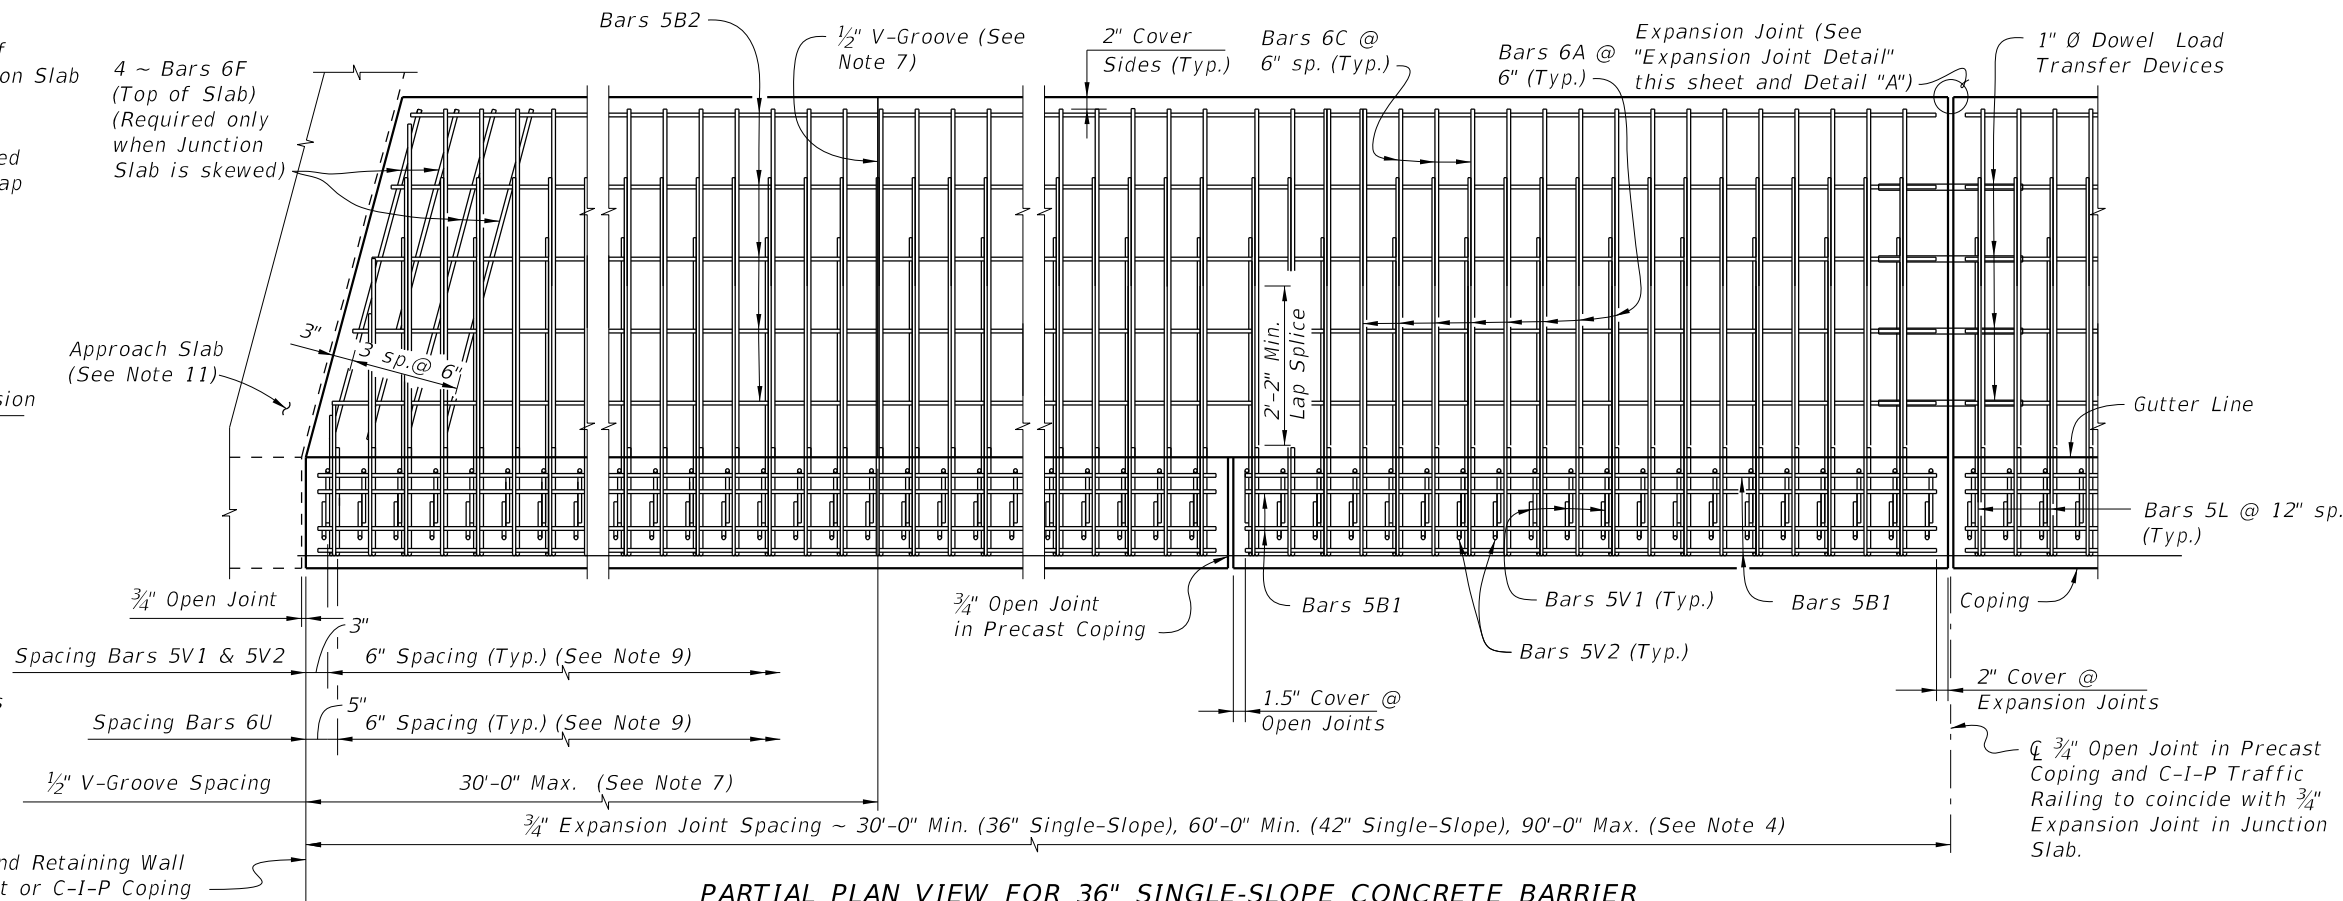 f
on Slab
ed
ap
sion
s
4 ~ Bars 6F
(Top of Slab)
(Required only
when Junction
Slab is skewed)
Bars 5B2
½" V-Groove (See
Note 7)
2" Cover
Sides (Typ.)
Bars 6C @
6" sp. (Typ.)
Bars 6A @
6" (Typ.)
Expansion Joint (See
"Expansion Joint Detail"
this sheet and Detail "A")
1" Ø Dowel Load
Transfer Devices
3"
3 sp.@ 6"
Approach Slab
(See Note 11)
2'-2" Min.
Lap Splice
Gutter Line
Bars 5L @ 12" sp.
(Typ.)
¾" Open Joint
¾" Open Joint
in Precast Coping
Bars 5B1
Bars 5V1 (Typ.)
Bars 5B1
Coping
Bars 5V2 (Typ.)
3"
Spacing Bars 5V1 & 5V2
6" Spacing (Typ.) (See Note 9)
5"
Spacing Bars 6U
6" Spacing (Typ.) (See Note 9)
1.5" Cover @
Open Joints
2" Cover @
Expansion Joints
℄ ¾" Open Joint in Precast
Coping and C-I-P Traffic
Railing to coincide with ¾"
Expansion Joint in Junction
Slab.
½" V-Groove Spacing
30'-0" Max. (See Note 7)
¾" Expansion Joint Spacing ~ 30'-0" Min. (36" Single-Slope), 60'-0" Min. (42" Single-Slope), 90'-0" Max. (See Note 4)
nd Retaining Wall
t or C-I-P Coping
PARTIAL PLAN VIEW FOR 36" SINGLE-SLOPE CONCRETE BARRIER